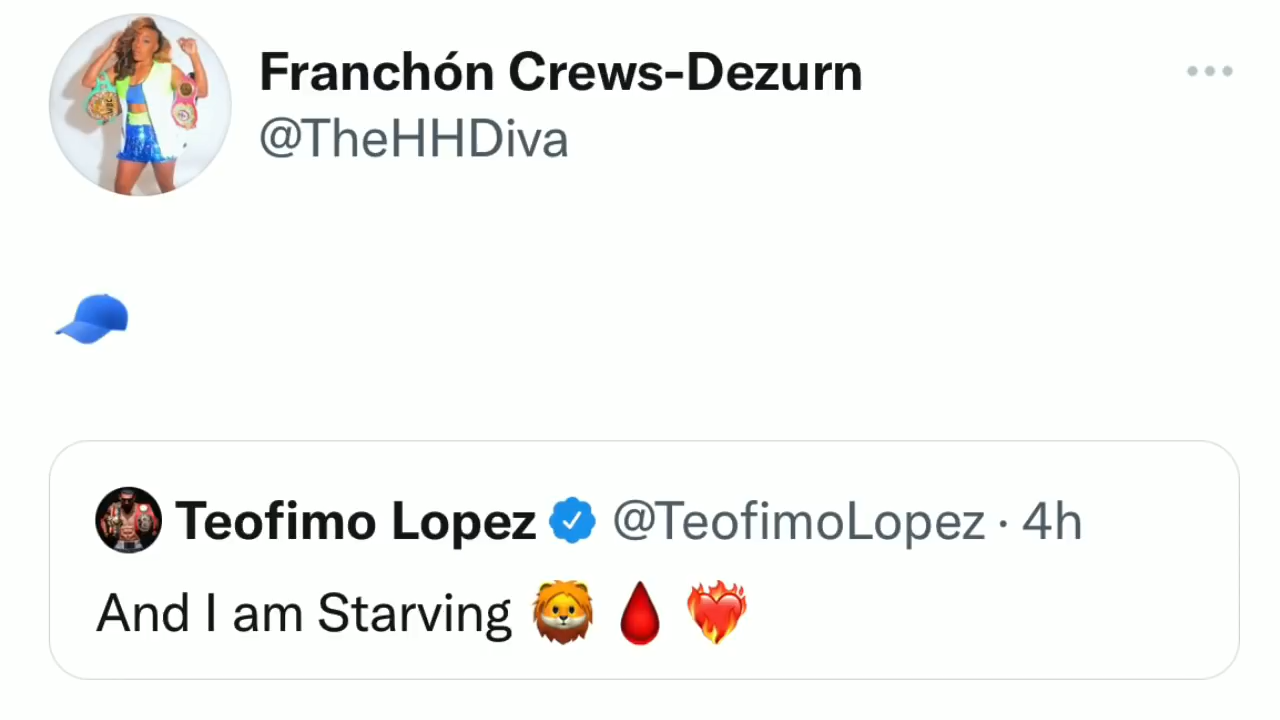 Franchón Crews-Dezurn
@TheHHDiva
🧢
Teofimo Lopez @TeofimoLopez · 4h
And I am Starving 🦁 🩸 ❤️‍🔥